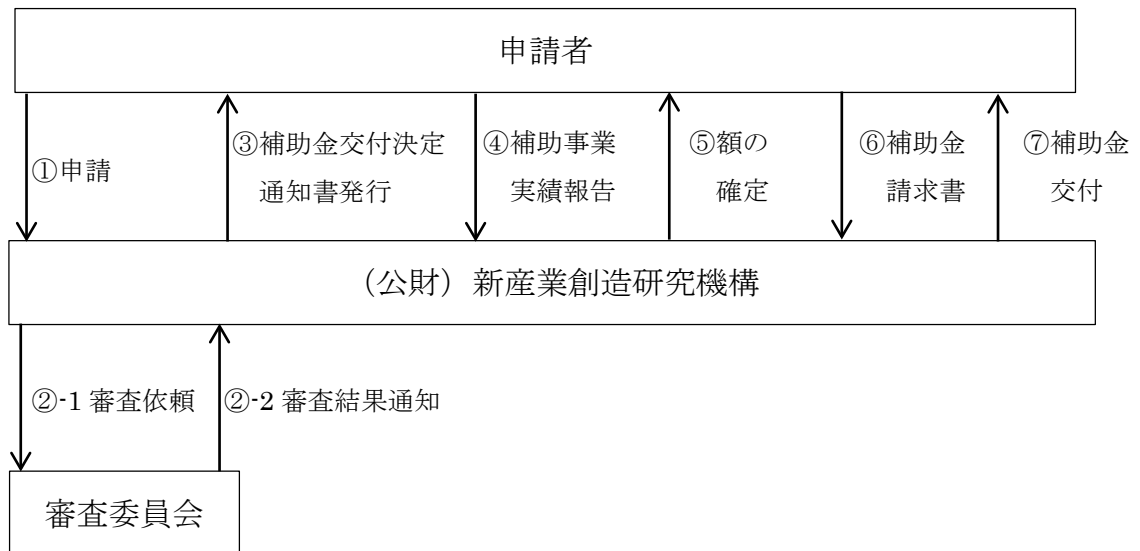 申請者
①申請
③補助金交付決定
通知書発行
④補助事業
実績報告
⑤額の
確定
⑥補助金
請求書
⑦補助金
交付
（公財）新産業創造研究機構
②-1 審査依頼
②-2 審査結果通知
審査委員会